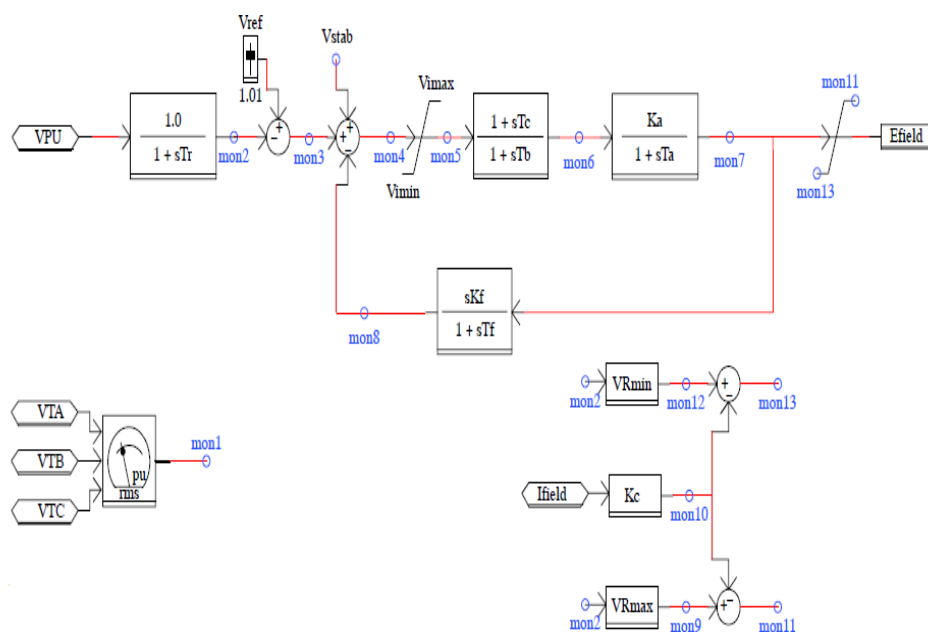 Vref
1.01
Vstab
+
−
+
+
−
Vimax
Vimin
mon11
mon13
VPU
1.0
1 + sTr
mon2
mon3
mon4
mon5
1 + sTc
1 + sTb
mon6
Ka
1 + sTa
mon7
Efield
sKf
1 + sTf
mon8
VTA
VTB
VTC
pu
rms
mon1
mon2
VRmin
mon12
+
−
mon13
Ifield
Kc
mon10
mon2
VRmax
mon9
+
−
mon11